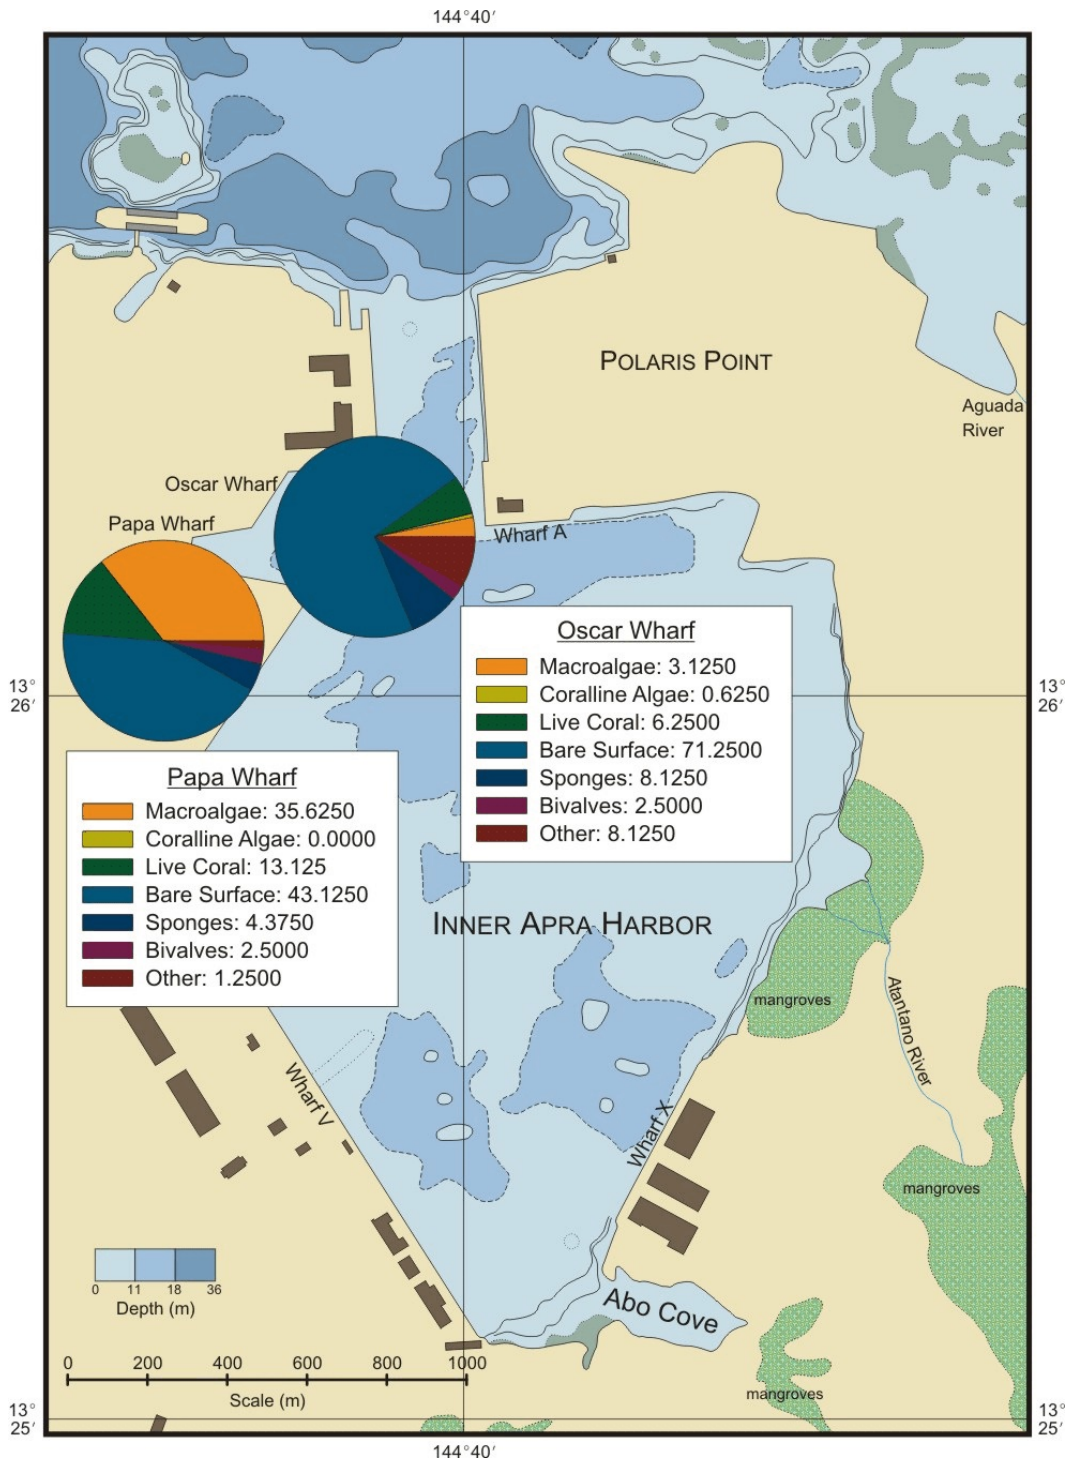 144°40′
POLARIS POINT
Aguada
River
Oscar Wharf
Papa Wharf
Wharf A
13°
26′
13°
26′
Oscar Wharf
Macroalgae: 3.1250
Coralline Algae: 0.6250
Live Coral: 6.2500
Bare Surface: 71.2500
Sponges: 8.1250
Bivalves: 2.5000
Other: 8.1250
Papa Wharf
Macroalgae: 35.6250
Coralline Algae: 0.0000
Live Coral: 13.125
Bare Surface: 43.1250
Sponges: 4.3750
Bivalves: 2.5000
Other: 1.2500
INNER APRA HARBOR
mangroves
Atantano River
Wharf V
Wharf X
mangroves
0 11 18 36
Depth (m)
Abo Cove
0 200 400 600 800 1000
Scale (m)
mangroves
13°
25′
13°
25′
144°40′